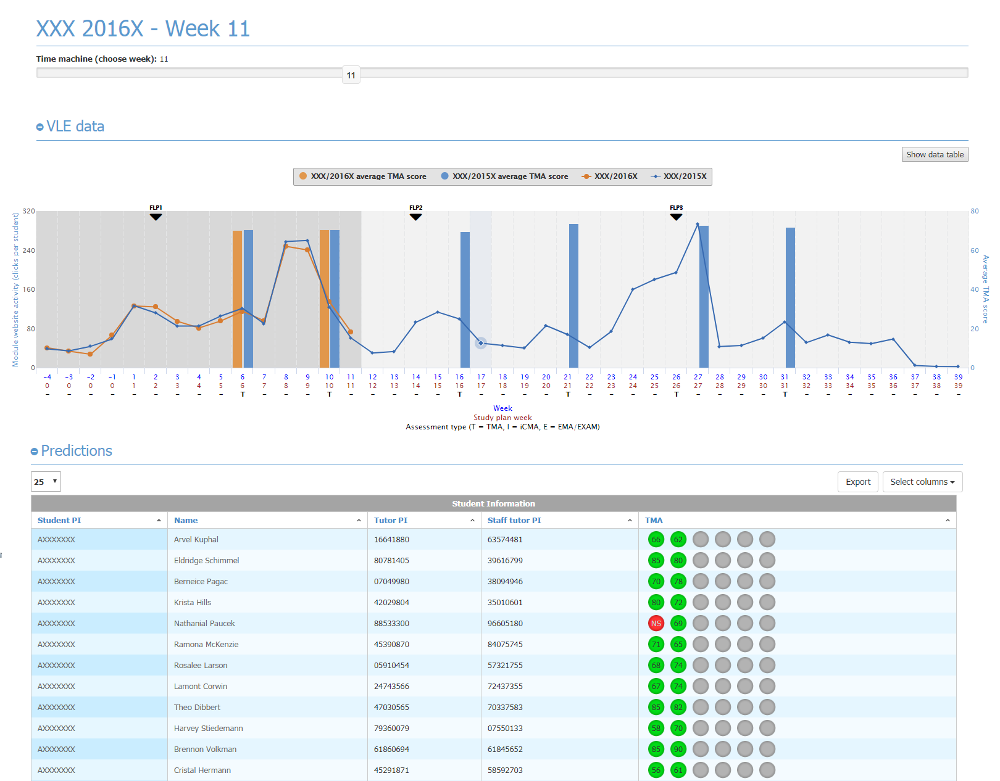 XXX 2016X - Week 11
Time machine (choose week): 11
11
VLE data
Show data table
XXX/2016X average TMA score XXX/2015X average TMA score XXX/2016X XXX/2015X
FLP1 FLP2 FLP3
320 80
240 60
160 40
80 20
0 0
Module website activity (clicks per student)
Average TMA score
-4 -3 -2 -1 1 2 3 4 5 6 7 8 9 10 11 12 13 14 15 16 17 18 19 20 21 22 23 24 25 26 27 28 29 30 31 32 33 34 35 36 37 38 39
0 0 0 0 1 2 3 4 5 6 7 8 9 10 11 12 13 14 15 16 17 18 19 20 21 22 23 24 25 26 27 28 29 30 31 32 33 34 35 36 37 38 39
- - - - - - - - - T - - - T - - - - - T - - - - T - - - - T - - - - T - - - - - - - -
Week
Study plan week
Assessment type (T = TMA, I = iCMA, E = EMA/EXAM)
Predictions
25
Export Select columns
Student Information
Student PI Name Tutor PI Staff tutor PI TMA
AXXXXXXX Arvel Kuphal 16641880 63574481 66 62
AXXXXXXX Eldridge Schimmel 80781405 39616799 85 80
AXXXXXXX Berneice Pagac 07049980 38094946 70 78
AXXXXXXX Krista Hills 42029804 35010601 80 72
AXXXXXXX Nathanial Paucek 88533300 96605180 NS 69
AXXXXXXX Ramona McKenzie 45390870 84075745 71 65
AXXXXXXX Rosalee Larson 05910454 57321755 68 74
AXXXXXXX Lamont Corwin 24743566 72437355 67 74
AXXXXXXX Theo Dibbert 47030565 70337583 85 82
AXXXXXXX Harvey Stiedemann 79360079 07550133 58 70
AXXXXXXX Brennon Volkman 61860694 61845652 85 90
AXXXXXXX Cristal Hermann 45291871 58592703 56 61